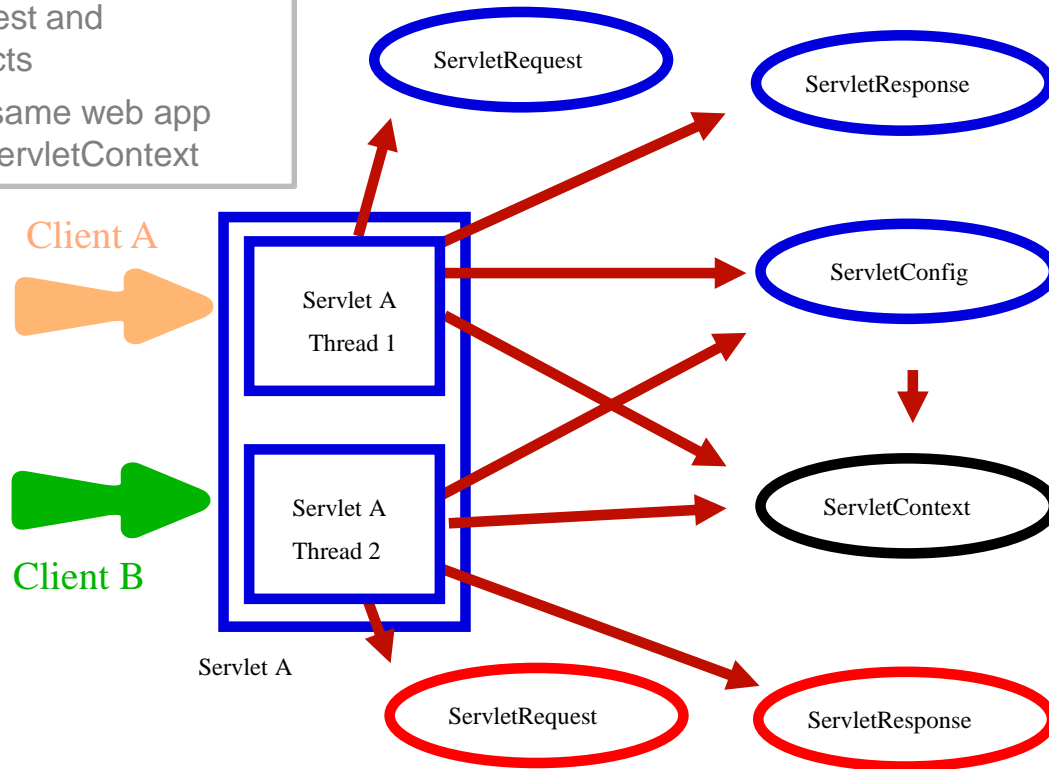 est and
cts
same web app
ervletContext
ServletRequest
ServletResponse
Client A
ServletConfig
Servlet A
Thread 1
Servlet A
Thread 2
ServletContext
Client B
Servlet A
ServletRequest
ServletResponse